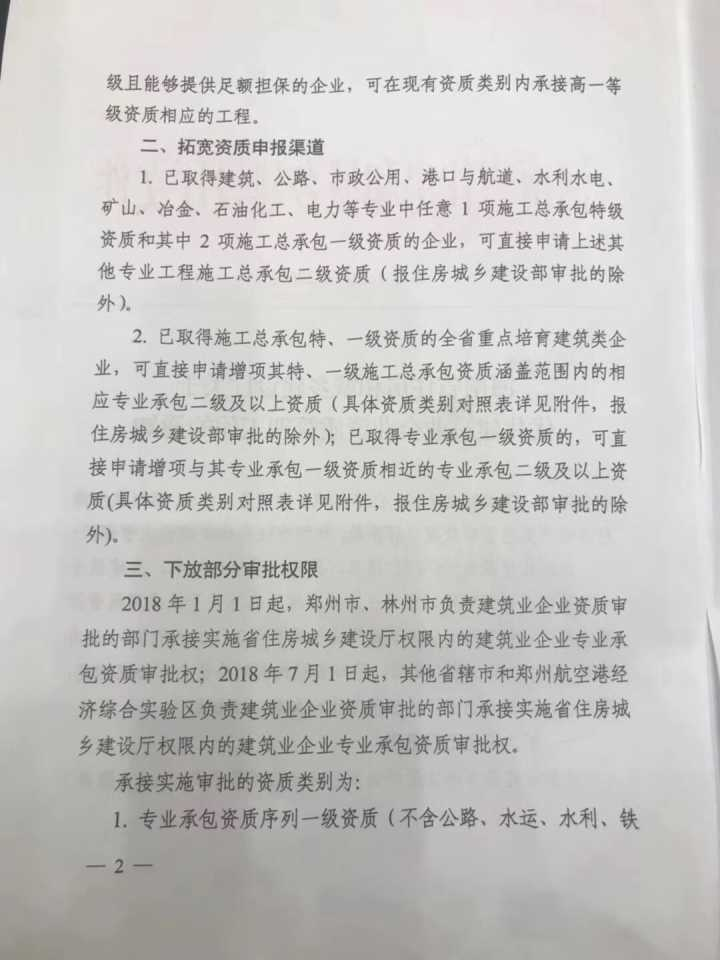 级且能够提供足额担保的企业，可在现有资质类别内承接高一等
级资质相应的工程。
二、拓宽资质申报渠道
1. 已取得建筑、公路、市政公用、港口与航道、水利水电、
矿山、冶金、石油化工、电力等专业中任意 1 项施工总承包特级
资质和其中 2 项施工总承包一级资质的企业，可直接申请上述其
他专业工程施工总承包二级资质（报住房城乡建设部审批的除
外）。
2. 已取得施工总承包特、一级资质的全省重点培育建筑类企
业，可直接申请增项其特、一级施工总承包资质涵盖范围内的相
应专业承包二级及以上资质（具体资质类别对照表详见附件，报
住房城乡建设部审批的除外）；已取得专业承包一级资质的，可直
接申请增项与其专业承包一级资质相近的专业承包二级及以上资
质(具体资质类别对照表详见附件，报住房城乡建设部审批的除
外)。
三、下放部分审批权限
2018 年 1 月 1 日起，郑州市、林州市负责建筑业企业资质审
批的部门承接实施省住房城乡建设厅权限内的建筑业企业专业承
包资质审批权；2018 年 7 月 1 日起，其他省辖市和郑州航空港经
济综合实验区负责建筑业企业资质审批的部门承接实施省住房城
乡建设厅权限内的建筑业企业专业承包资质审批权。
承接实施审批的资质类别为：
1. 专业承包资质序列一级资质（不含公路、水运、水利、铁
— 2 —